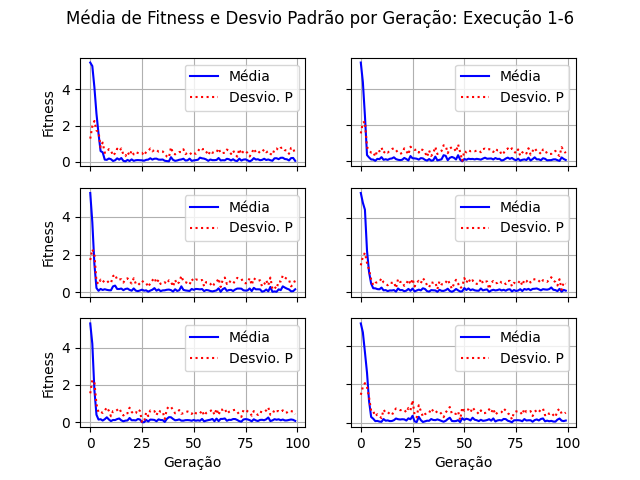 Média de Fitness e Desvio Padrão por Geração: Execução 1-6
Fitness
4
2
0
Média
Desvio. P
Média
Desvio. P
Fitness
4
2
0
Média
Desvio. P
Média
Desvio. P
Fitness
4
2
0
Média
Desvio. P
Média
Desvio. P
0 25 50 75 100
0 25 50 75 100
Geração
Geração